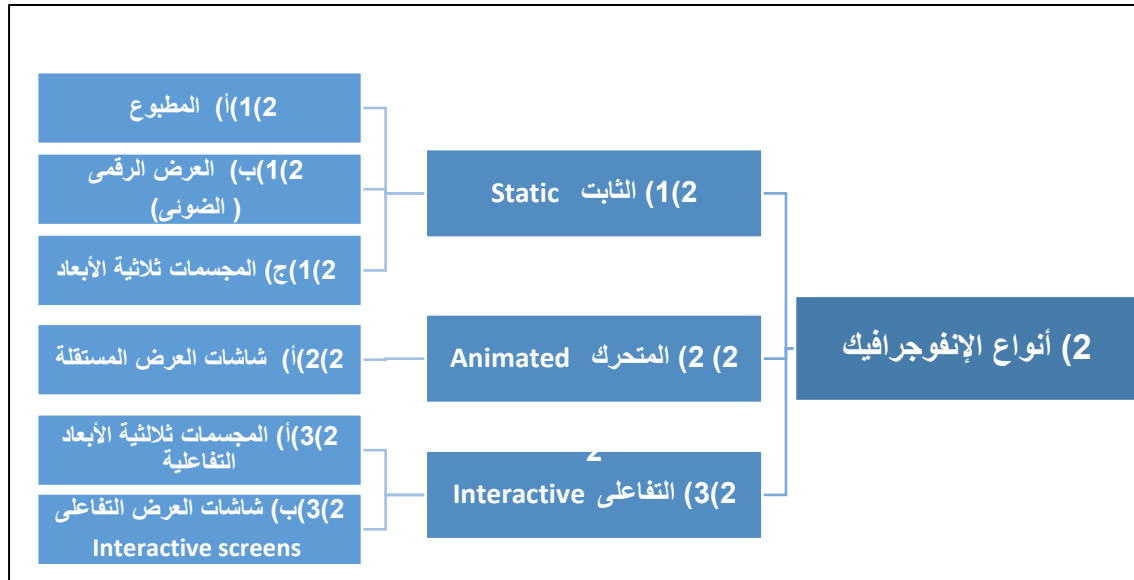 2) أنواع الإنفوجرافيك
2)1) الثابت Static
2)1)أ) المطبوع
2)1)ب) العرض الرقمى
( الضوئى)
2)1)ج) المجسمات ثلاثية الأبعاد
2) 2) المتحرك Animated
2)2)أ) شاشات العرض المستقلة
2
2)3) التفاعلى Interactive
2)3)أ) المجسمات ثلالثية الأبعاد
التفاعلية
2)3)ب) شاشات العرض التفاعلى
Interactive screens